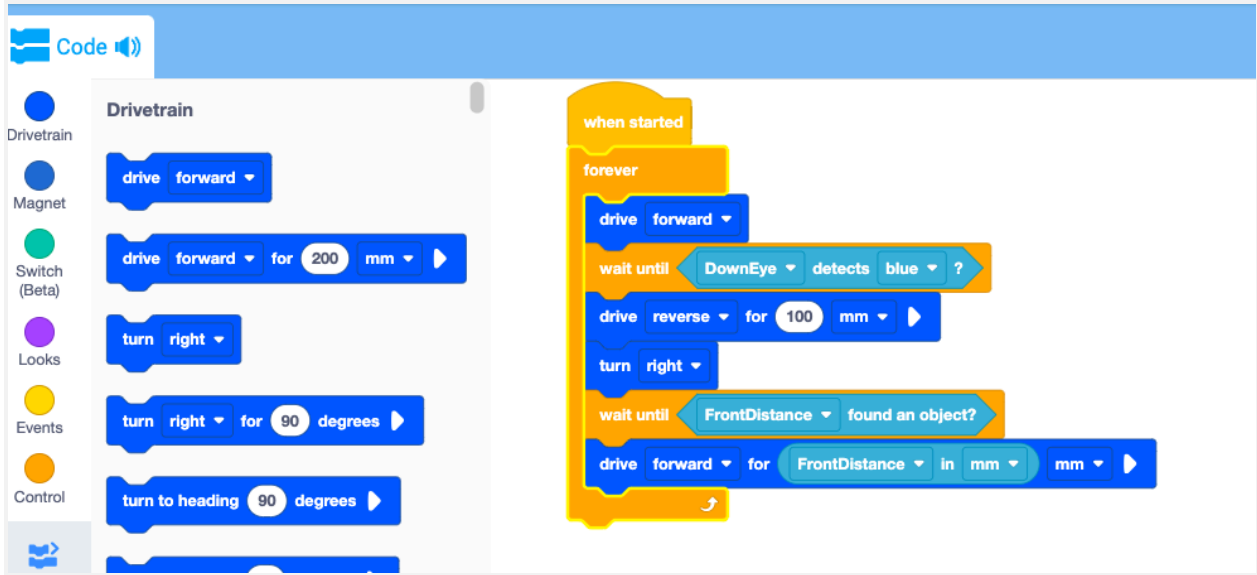 Code
Drivetrain
Magnet
Switch
(Beta)
Looks
Events
Control
Drivetrain
drive forward
drive forward for 200 mm
turn right
turn right for 90 degrees
turn to heading 90 degrees
when started
forever
drive forward
wait until DownEye detects blue ?
drive reverse for 100 mm
turn right
wait until FrontDistance found an object?
drive forward for FrontDistance in mm mm